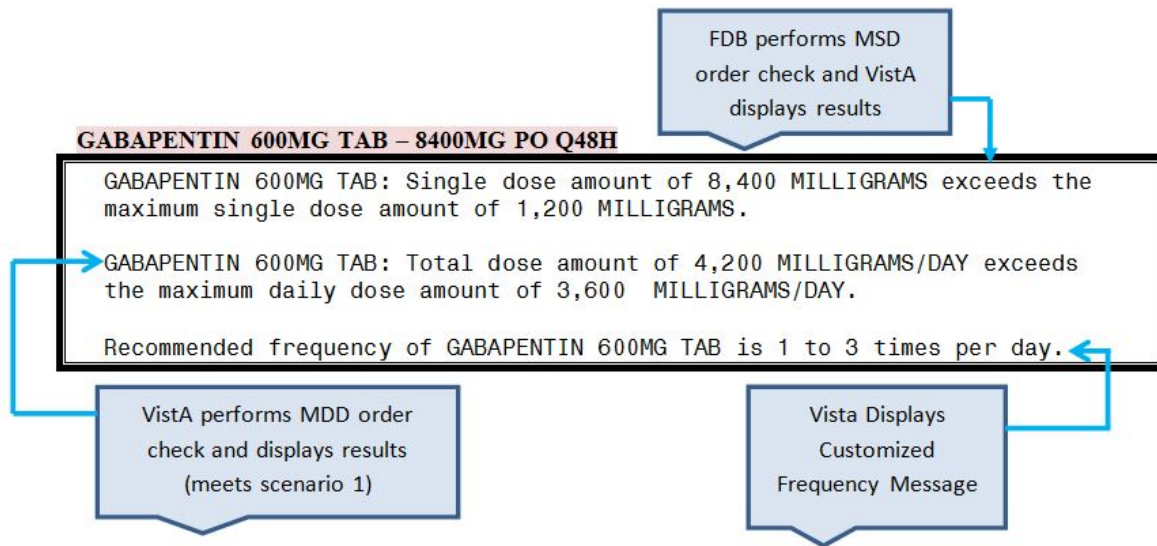 FDB performs MSD
order check and VistA
displays results
GABAPENTIN 600MG TAB – 8400MG PO Q48H
GABAPENTIN 600MG TAB: Single dose amount of 8,400 MILLIGRAMS exceeds the
maximum single dose amount of 1,200 MILLIGRAMS.
GABAPENTIN 600MG TAB: Total dose amount of 4,200 MILLIGRAMS/DAY exceeds
the maximum daily dose amount of 3,600  MILLIGRAMS/DAY.
Recommended frequency of GABAPENTIN 600MG TAB is 1 to 3 times per day.
VistA performs MDD order
check and displays results
(meets scenario 1)
Vista Displays
Customized
Frequency Message